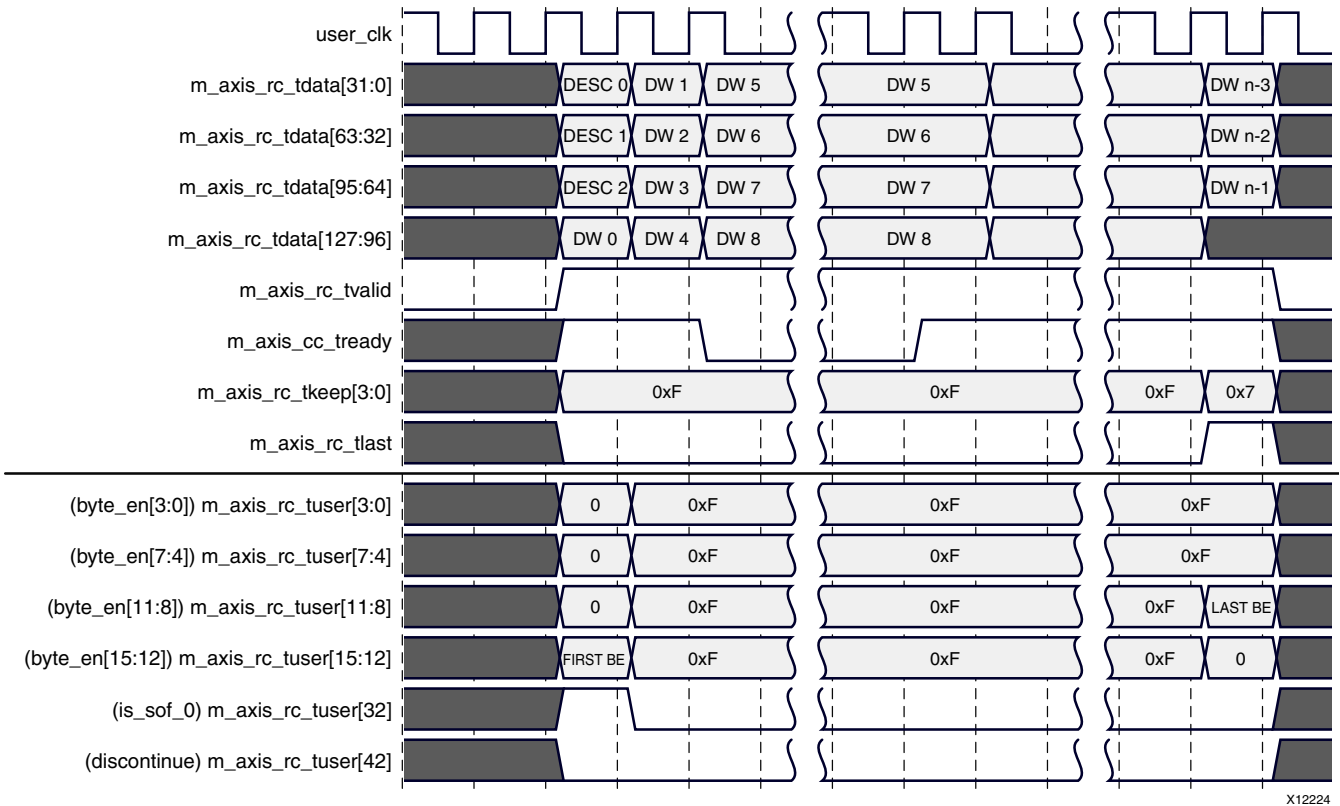 user_clk
m_axis_rc_tdata[31:0] DESC 0 DW 1 DW 5 DW 5 DW n-3
m_axis_rc_tdata[63:32] DESC 1 DW 2 DW 6 DW 6 DW n-2
m_axis_rc_tdata[95:64] DESC 2 DW 3 DW 7 DW 7 DW n-1
m_axis_rc_tdata[127:96] DW 0 DW 4 DW 8 DW 8
m_axis_rc_tvalid
m_axis_cc_tready
m_axis_rc_tkeep[3:0] 0xF 0xF 0xF 0x7
m_axis_rc_tlast
(byte_en[3:0]) m_axis_rc_tuser[3:0] 0 0xF 0xF 0xF
(byte_en[7:4]) m_axis_rc_tuser[7:4] 0 0xF 0xF 0xF
(byte_en[11:8]) m_axis_rc_tuser[11:8] 0 0xF 0xF 0xF LAST BE
(byte_en[15:12]) m_axis_rc_tuser[15:12] FIRST BE 0xF 0xF 0xF 0
(is_sof_0) m_axis_rc_tuser[32]
(discontinue) m_axis_rc_tuser[42]
X12224